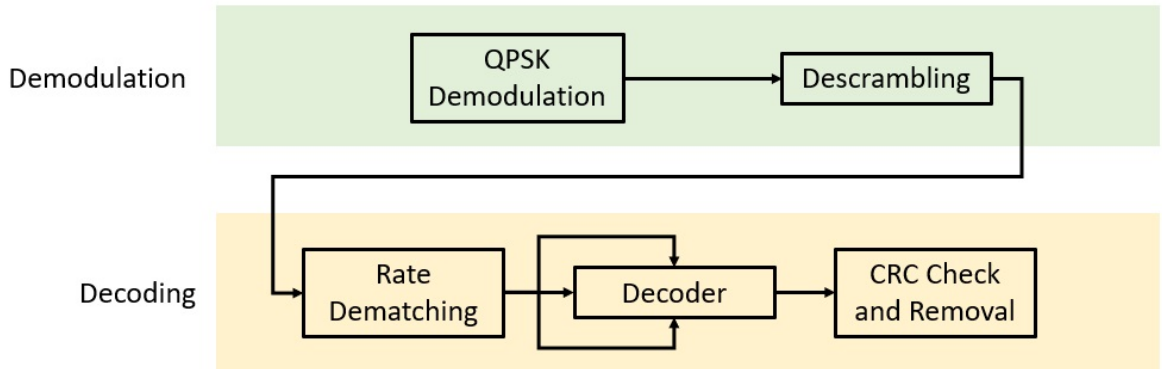 Demodulation
QPSK
Demodulation
Descrambling
Decoding
Rate
Dematching
Decoder
CRC Check
and Removal